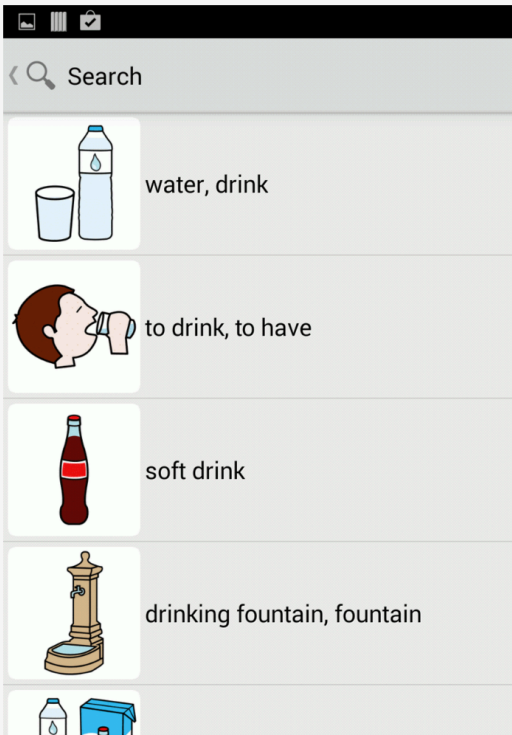 Search
water, drink
to drink, to have
soft drink
drinking fountain, fountain